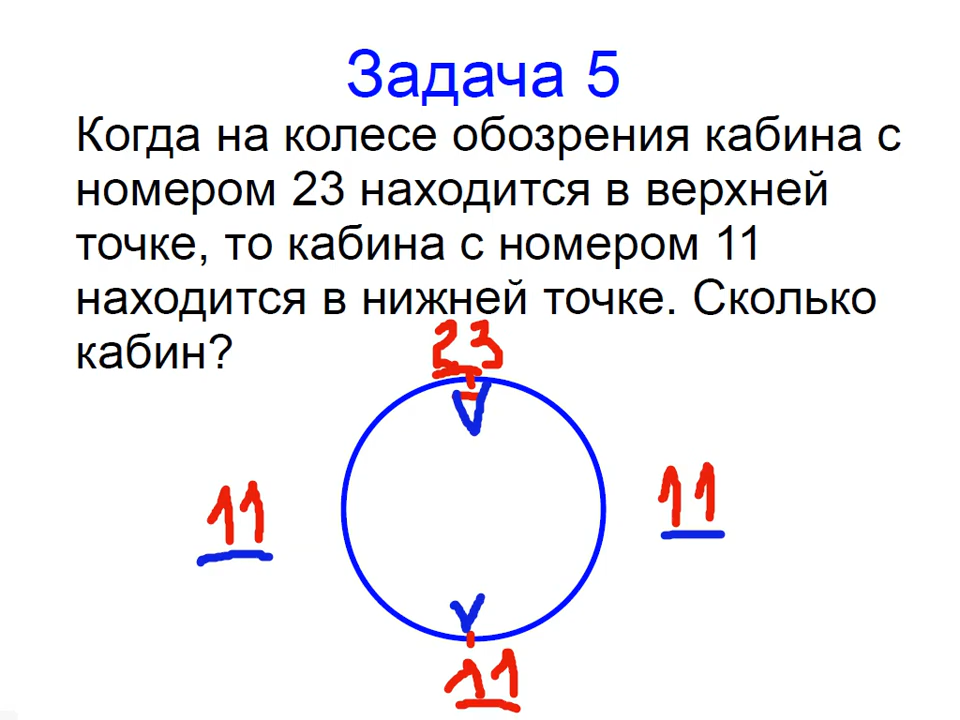 Задача 5
Когда на колесе обозрения кабина с
номером 23 находится в верхней
точке, то кабина с номером 11
находится в нижней точке. Сколько
кабин?
23
11
11
11